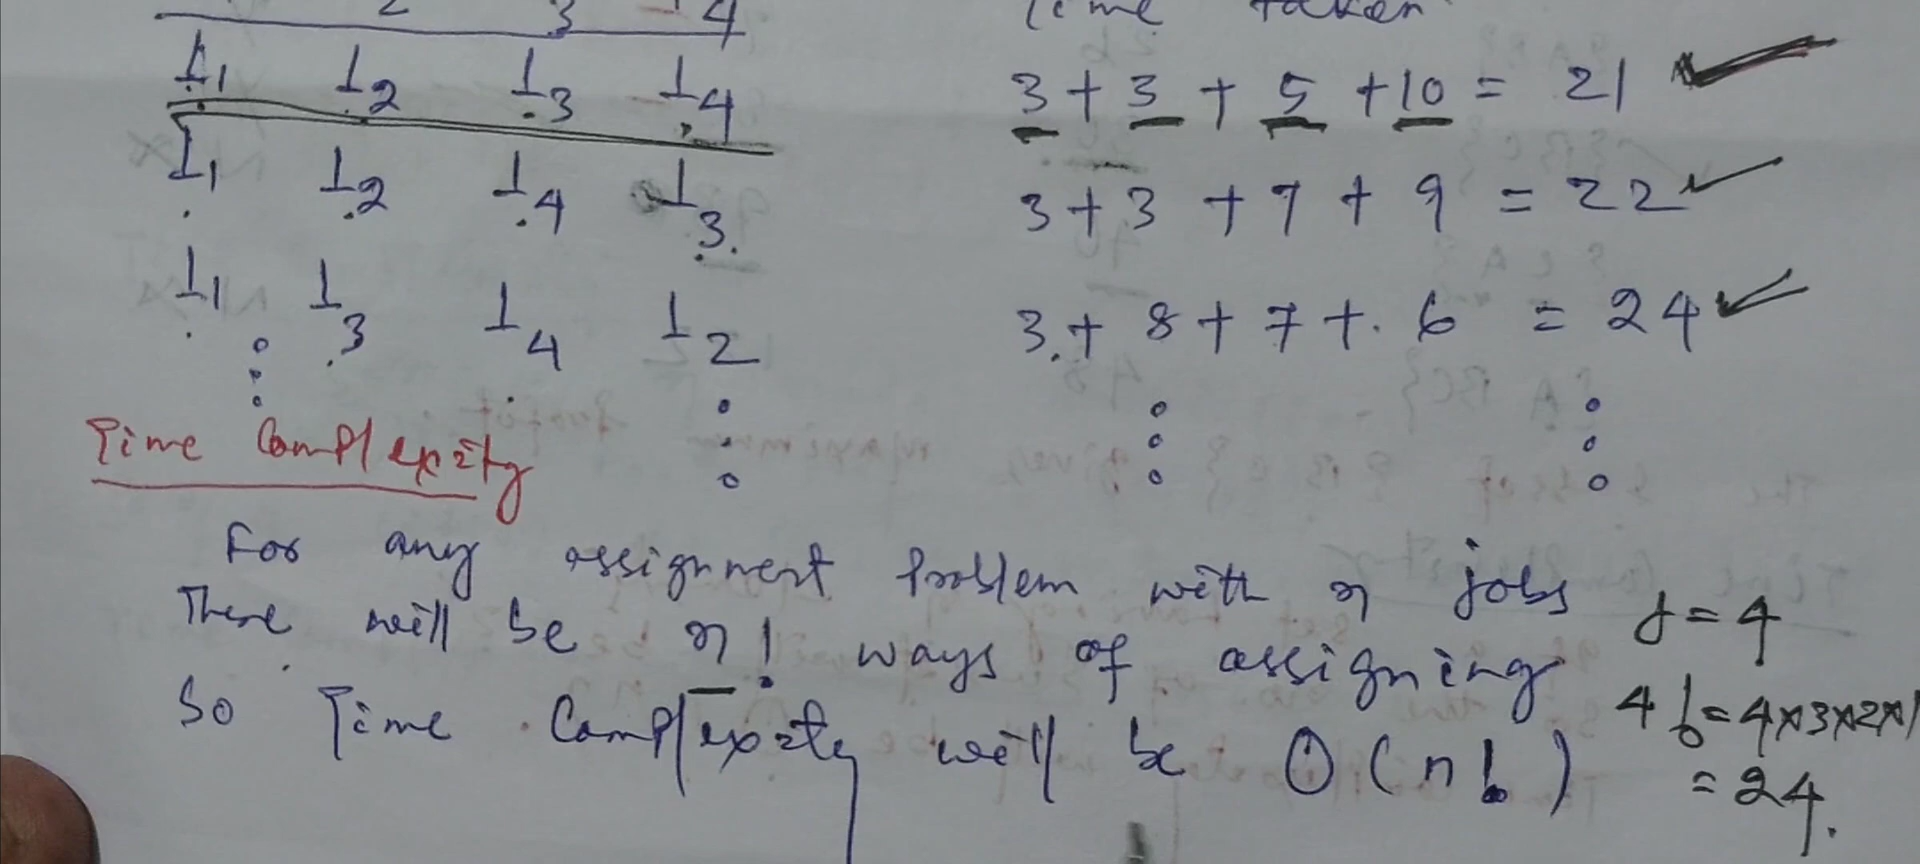 2 3 4 Time taken
J1 J2 J3 J4 3 + 3 + 5 + 10 = 21
J1 J2 J4 J3 3 + 3 + 7 + 9 = 22
J1 J3 J4 J2 3 + 8 + 7 + 6 = 24
Time Complexity
For any assignment Problem with n jobs
There will be n! ways of assigning
So Time Complexity will be O(n!)
J = 4
4! = 4×3×2×1
= 24.